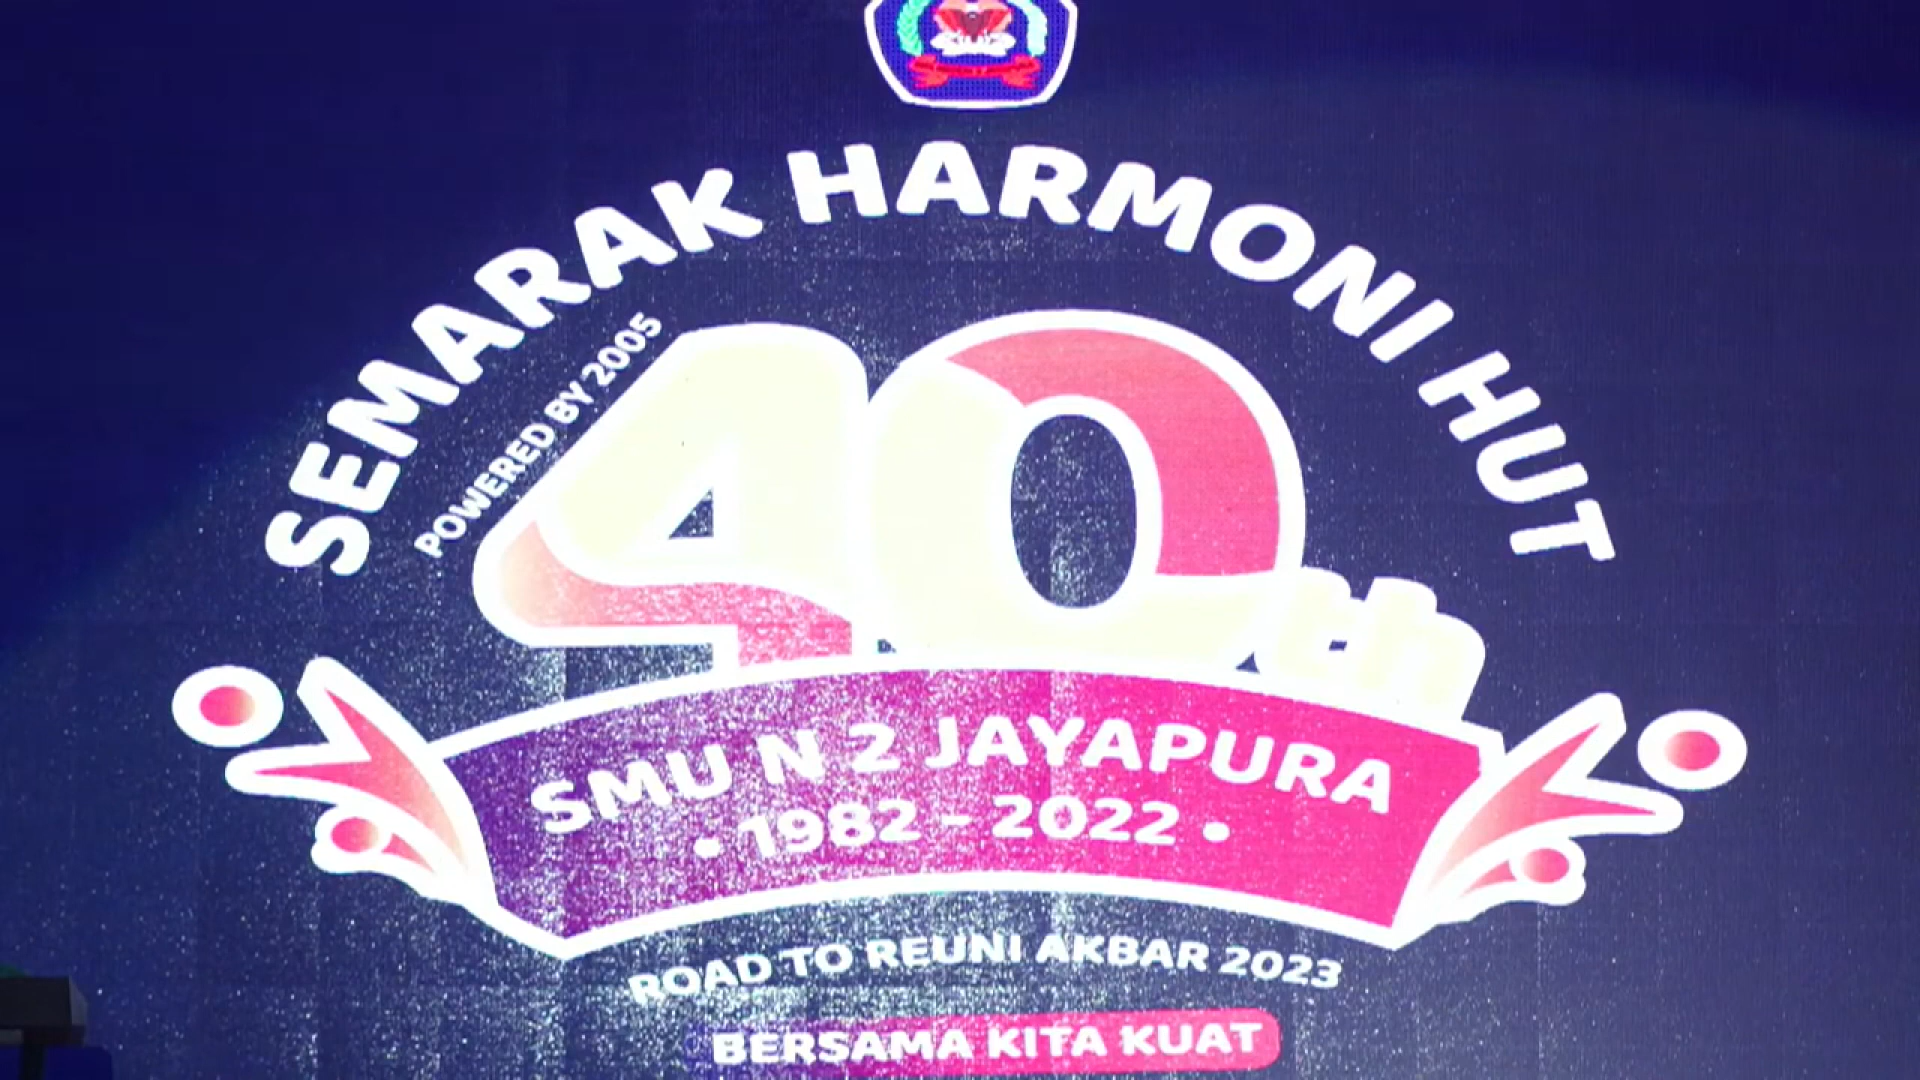 SEMARAK HARMONI HUT
POWERED BY 2005
40th
SMU N 2 JAYAPURA
• 1982 - 2022 •
ROAD TO REUNI AKBAR 2023
BERSAMA KITA KUAT